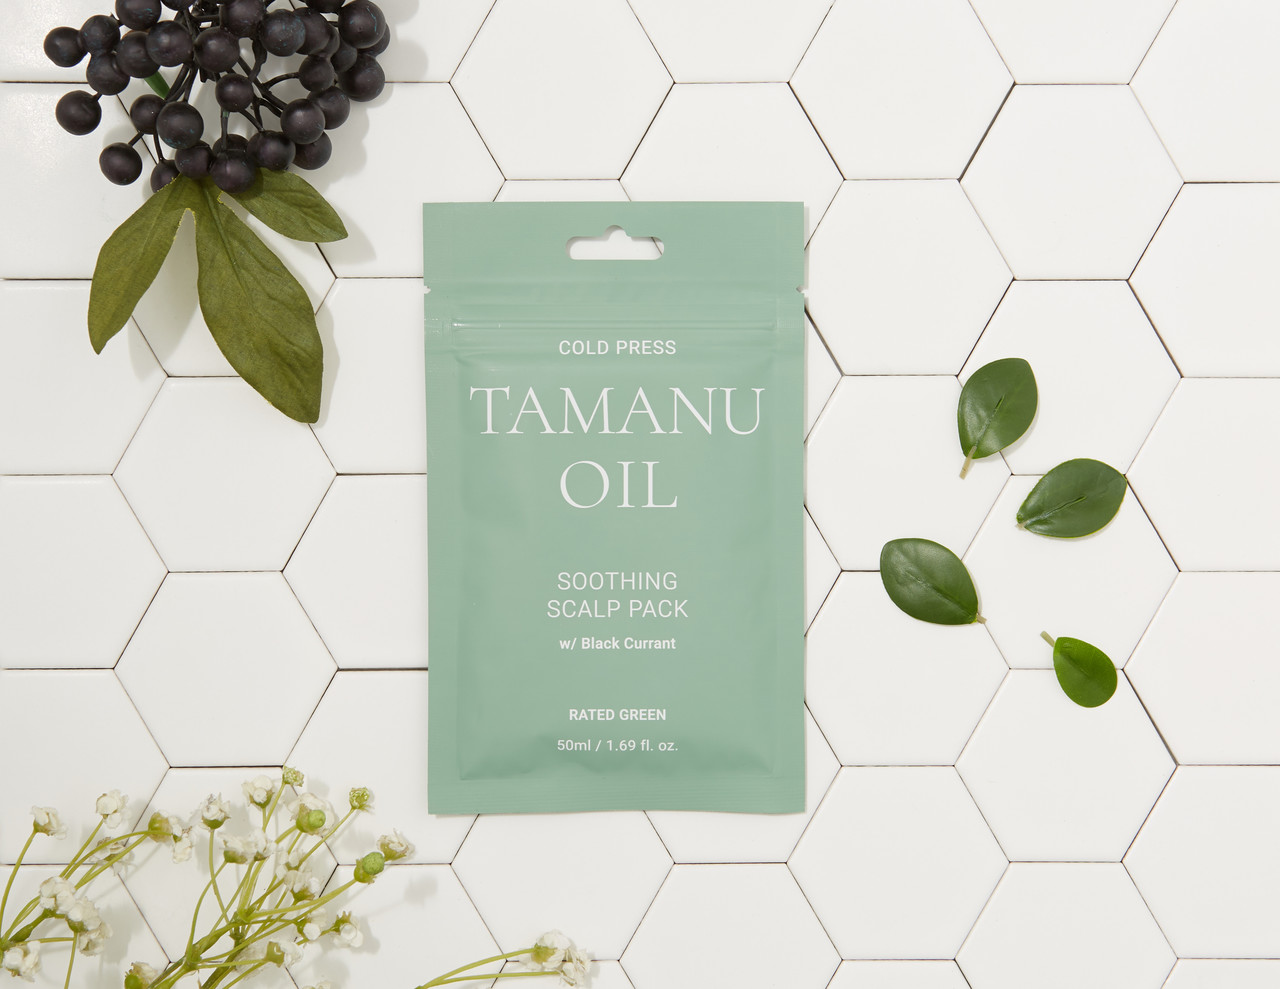 COLD PRESS
TAMANU
OIL
SOOTHING
SCALP PACK
w/ Black Currant
RATED GREEN
50ml / 1.69 fl. oz.